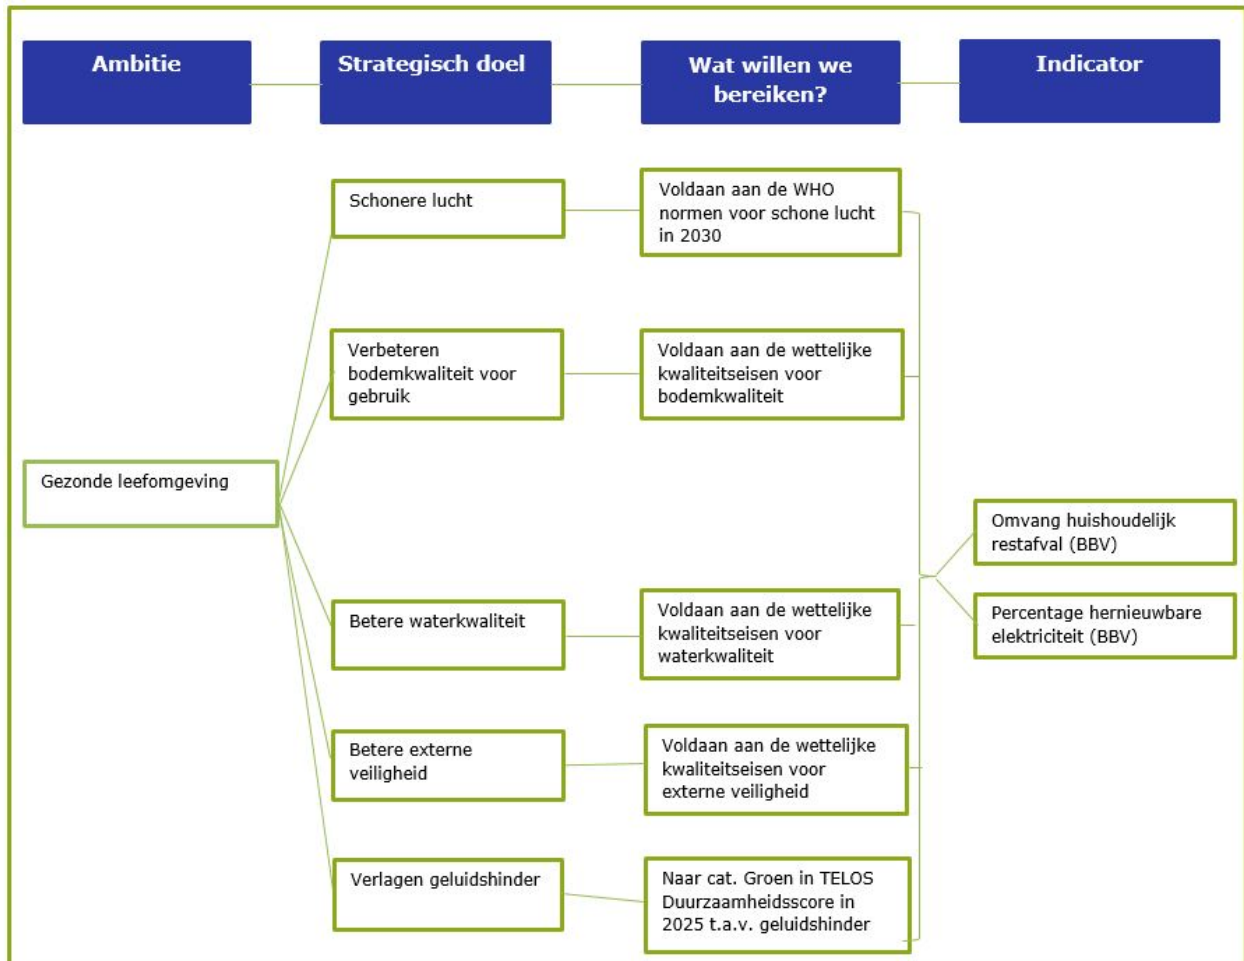 Ambitie
Strategisch doel
Wat willen we
bereiken?
Indicator
Schonere lucht
Voldaan aan de WHO
normen voor schone lucht
in 2030
Verbeteren
bodemkwaliteit voor
gebruik
Voldaan aan de wettelijke
kwaliteitseisen voor
bodemkwaliteit
Gezonde leefomgeving
Omvang huishoudelijk
restafval (BBV)
Percentage hernieuwbare
elektriciteit (BBV)
Betere waterkwaliteit
Voldaan aan de wettelijke
kwaliteitseisen voor
waterkwaliteit
Betere externe
veiligheid
Voldaan aan de wettelijke
kwaliteitseisen voor
externe veiligheid
Verlagen geluidshinder
Naar cat. Groen in TELOS
Duurzaamheidsscore in
2025 t.a.v. geluidshinder